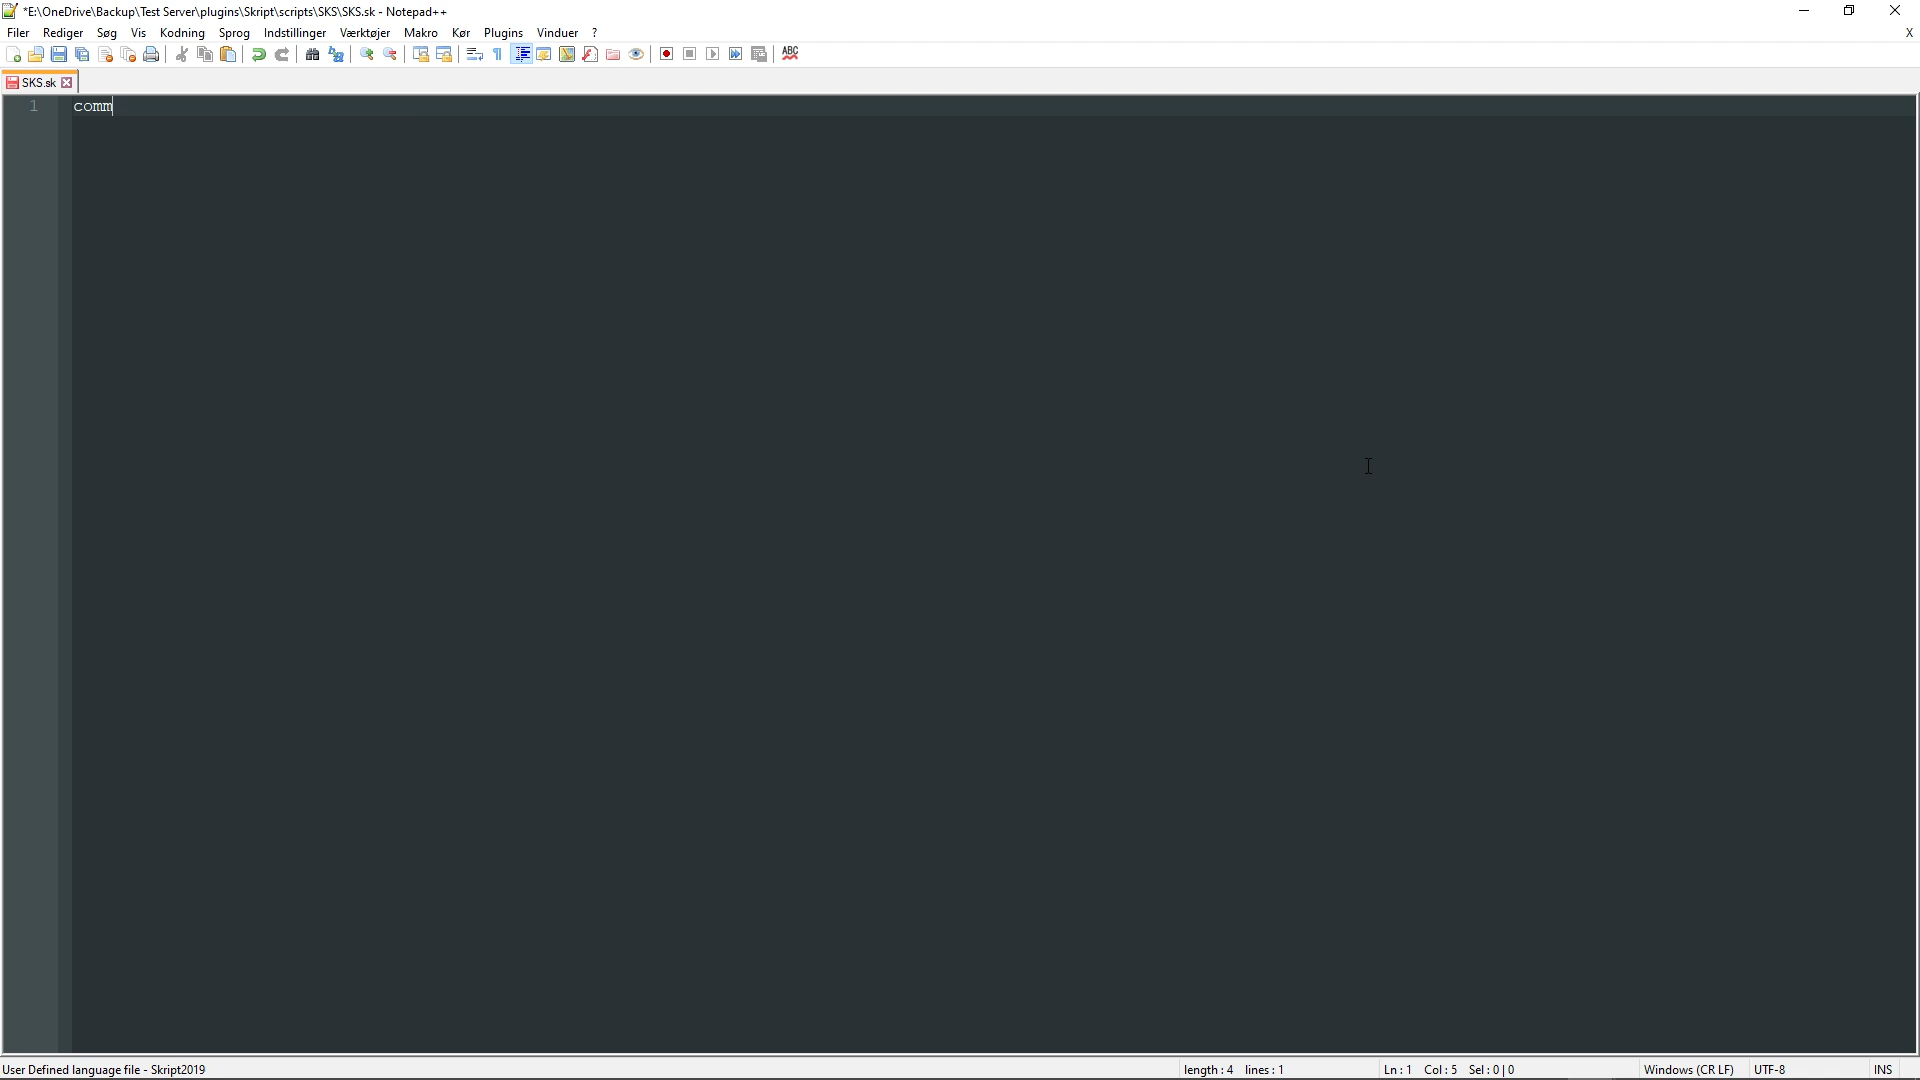 *E:\OneDrive\Backup\Test Server\plugins\Skript\scripts\SKS\SKS.sk - Notepad++
Filer Rediger Søg Vis Kodning Sprog Indstillinger Værktøjer Makro Kør Plugins Vinduer ? X
ABC
SKS.sk
1 comm
User Defined language file - Skript2019 length : 4 lines : 1 Ln : 1 Col : 5 Sel : 0 | 0 Windows (CR LF) UTF-8 INS